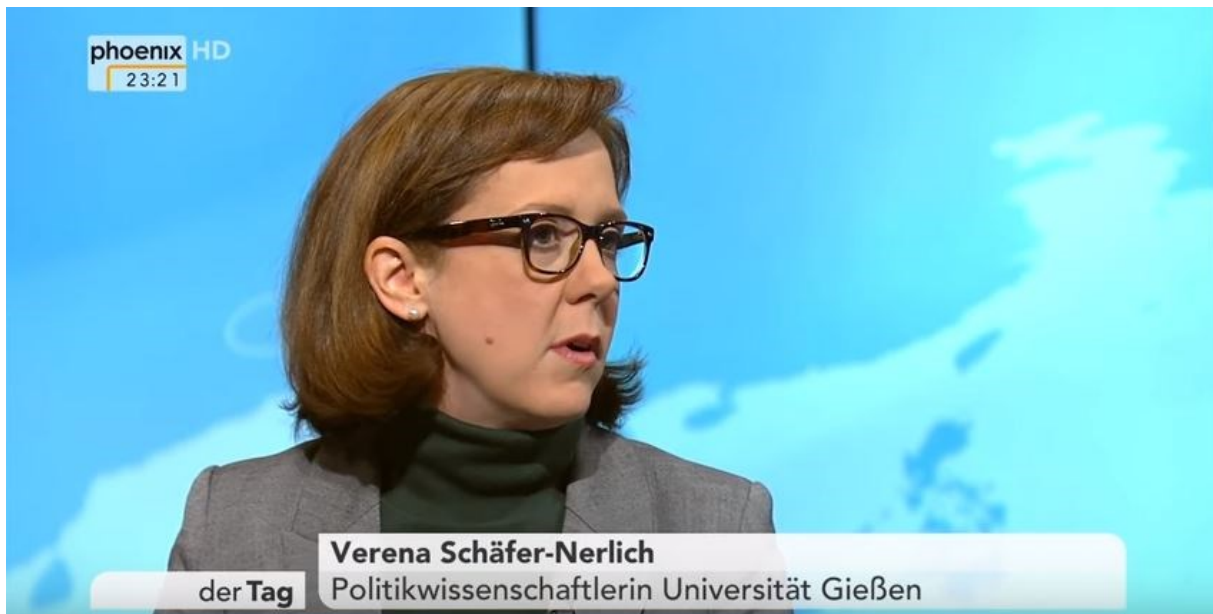 phoenix HD
23:21
Verena Schäfer-Nerlich
der Tag
Politikwissenschaftlerin Universität Gießen